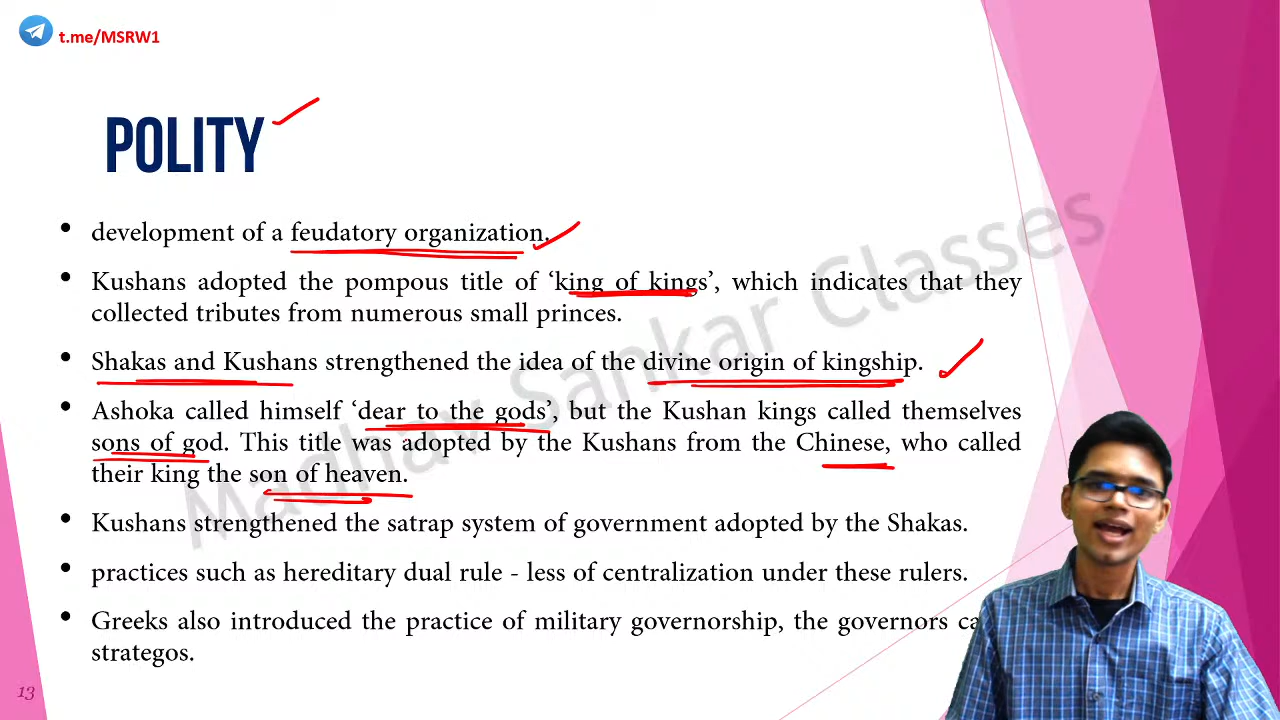 t.me/MSRW1
POLITY
• development of a feudatory organization.
• Kushans adopted the pompous title of ‘king of kings’, which indicates that they
collected tributes from numerous small princes.
• Shakas and Kushans strengthened the idea of the divine origin of kingship.
• Ashoka called himself ‘dear to the gods’, but the Kushan kings called themselves
sons of god. This title was adopted by the Kushans from the Chinese, who called
their king the son of heaven.
• Kushans strengthened the satrap system of government adopted by the Shakas.
• practices such as hereditary dual rule - less of centralization under these rulers.
• Greeks also introduced the practice of military governorship, the governors
strategos.
Madhav Sankar Classes
13